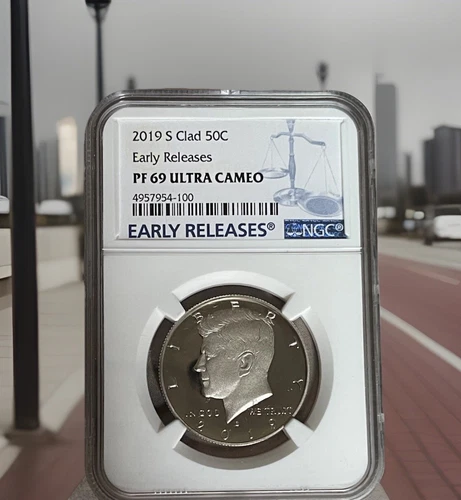 2019 S Clad 50C
Early Releases
PF 69 ULTRA CAMEO
4957954-100
EARLY RELEASES®
NGC®
LIBERTY
IN GOD WE TRUST
S
2019